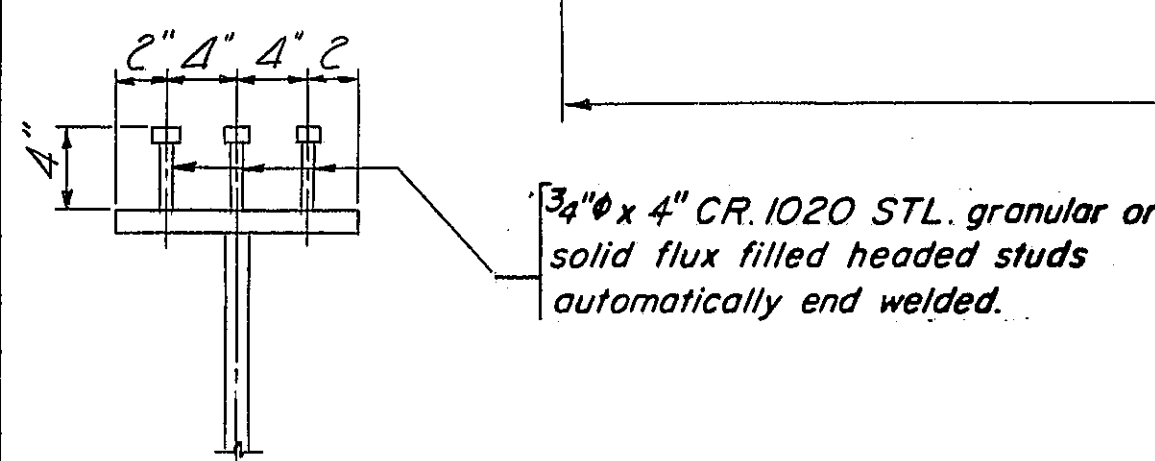 2" 4" 4" 2
4"
3/4"φ x 4" CR. 1020 STL. granular or
solid flux filled headed studs
automatically end welded.